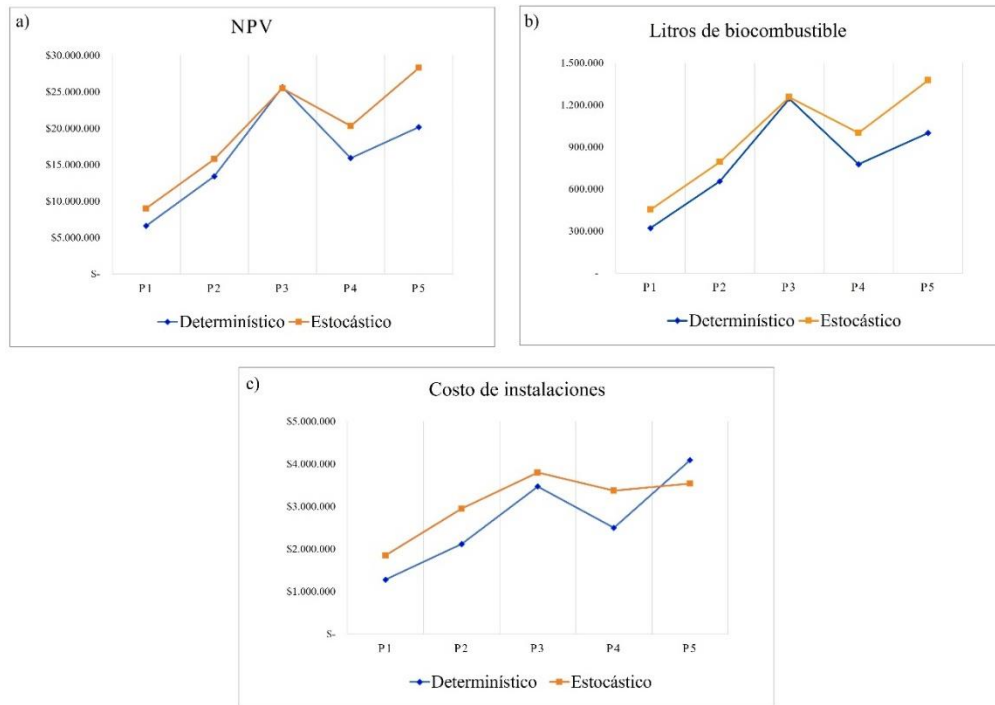 a)
NPV
$30.000.000
$25.000.000
$20.000.000
$15.000.000
$10.000.000
$5.000.000
$-
P1 P2 P3 P4 P5
Determinístico Estocástico
b)
Litros de biocombustible
1.500.000
1.200.000
900.000
600.000
300.000
-
P1 P2 P3 P4 P5
Determinístico Estocástico
c)
Costo de instalaciones
$5.000.000
$4.000.000
$3.000.000
$2.000.000
$1.000.000
$-
P1 P2 P3 P4 P5
Determinístico Estocástico